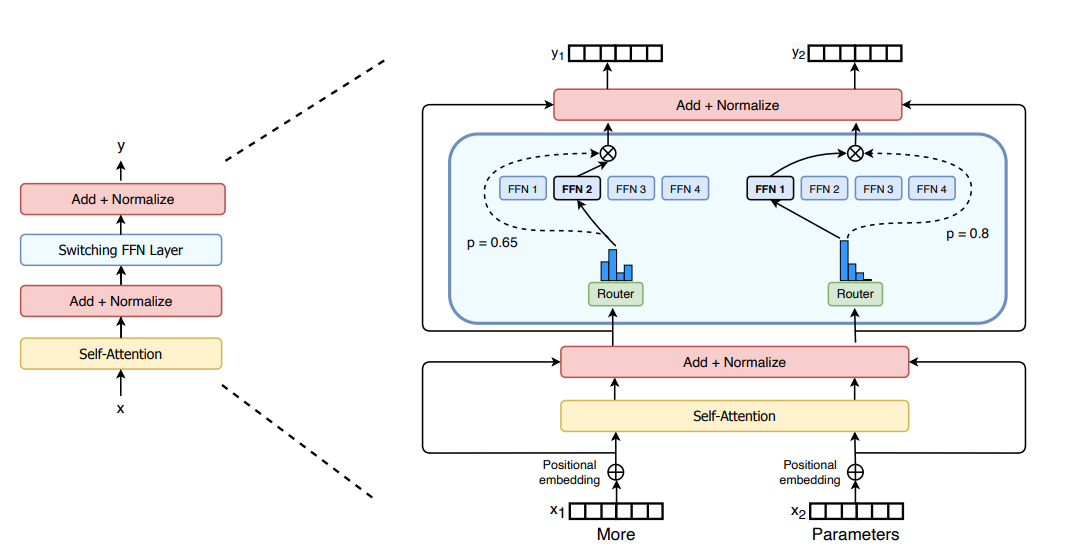 y
Add + Normalize
Switching FFN Layer
Add + Normalize
Self-Attention
x
y1
y2
Add + Normalize
FFN 1 FFN 2 FFN 3 FFN 4
FFN 1 FFN 2 FFN 3 FFN 4
p = 0.65
p = 0.8
Router
Router
Add + Normalize
Self-Attention
Positional
embedding
Positional
embedding
x1
x2
More
Parameters